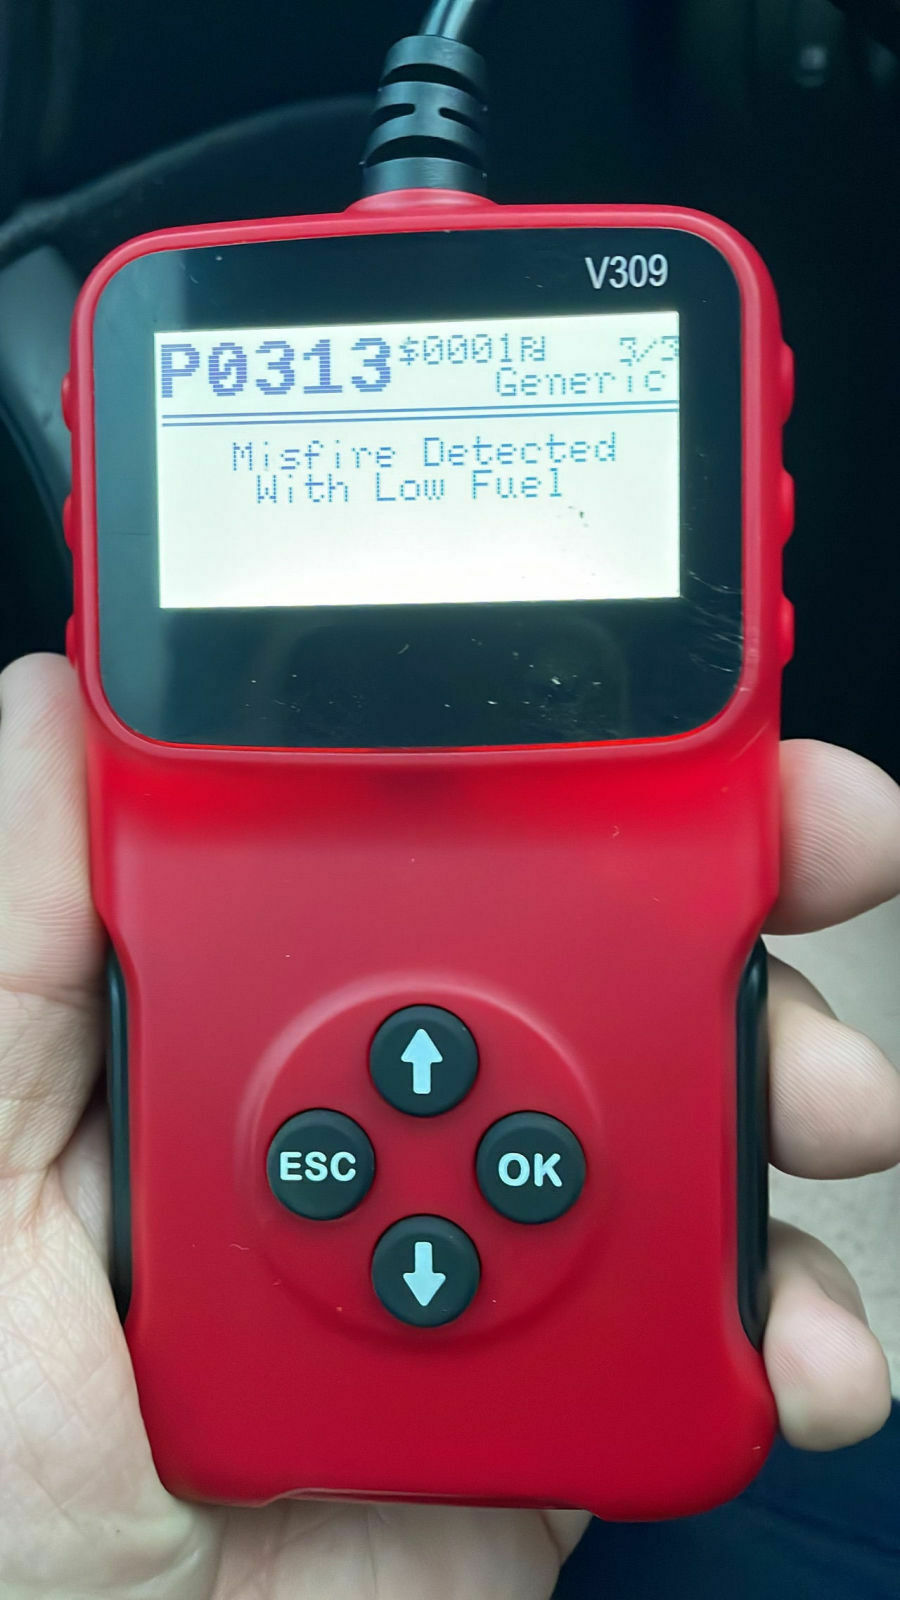 V309
P0313 $0001 3/3
Generic
Misfire Detected
With Low Fuel
ESC
OK